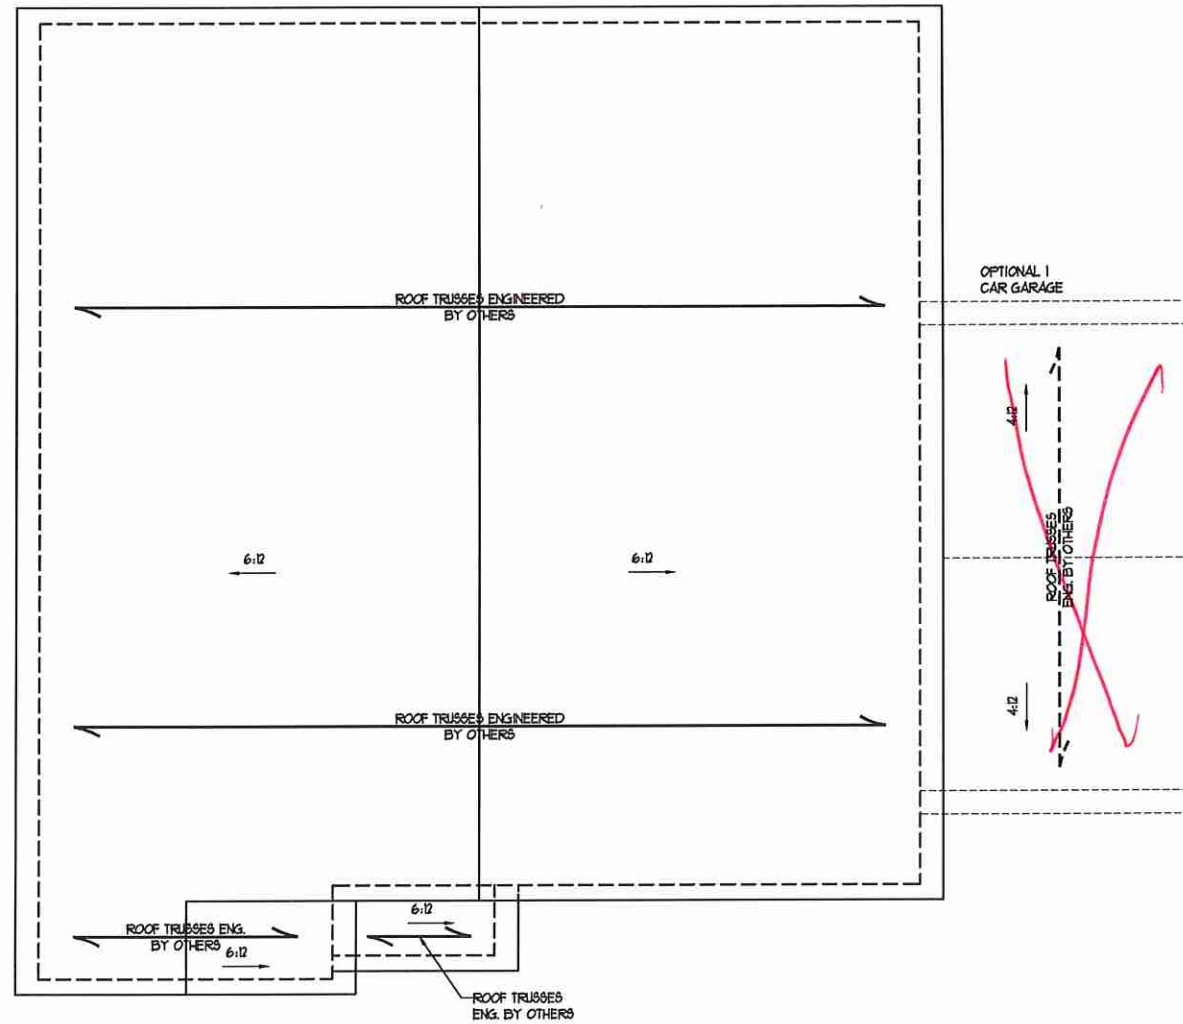 OPTIONAL 1
CAR GARAGE
ROOF TRUSSES ENGINEERED
BY OTHERS
4:12
ROOF TRUSSES
ENG. BY OTHERS
6:12
6:12
4:12
ROOF TRUSSES ENGINEERED
BY OTHERS
6:12
ROOF TRUSSES ENG.
BY OTHERS
6:12
ROOF TRUSSES
ENG. BY OTHERS